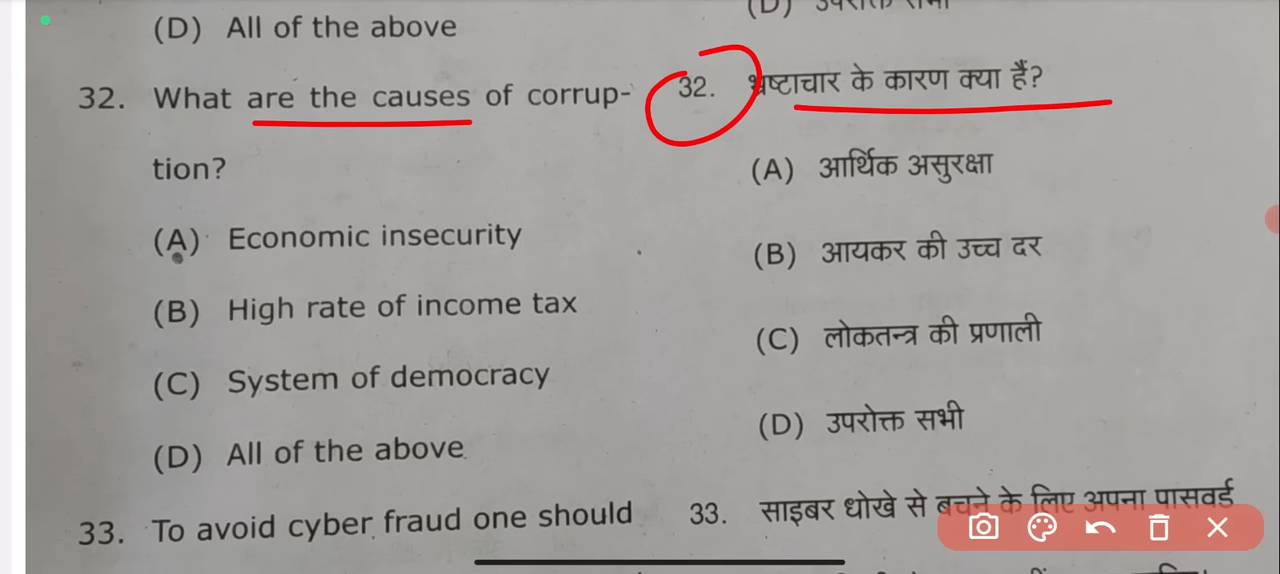 (D) All of the above
32. What are the causes of corrup-
tion?
(A) Economic insecurity
(B) High rate of income tax
(C) System of democracy
(D) All of the above
33. To avoid cyber fraud one should
(D)
32. भ्रष्टाचार के कारण क्या हैं?
(A) आर्थिक असुरक्षा
(B) आयकर की उच्च दर
(C) लोकतन्त्र की प्रणाली
(D) उपरोक्त सभी
33. साइबर धोखे से बचने के लिए अपना पासवर्ड